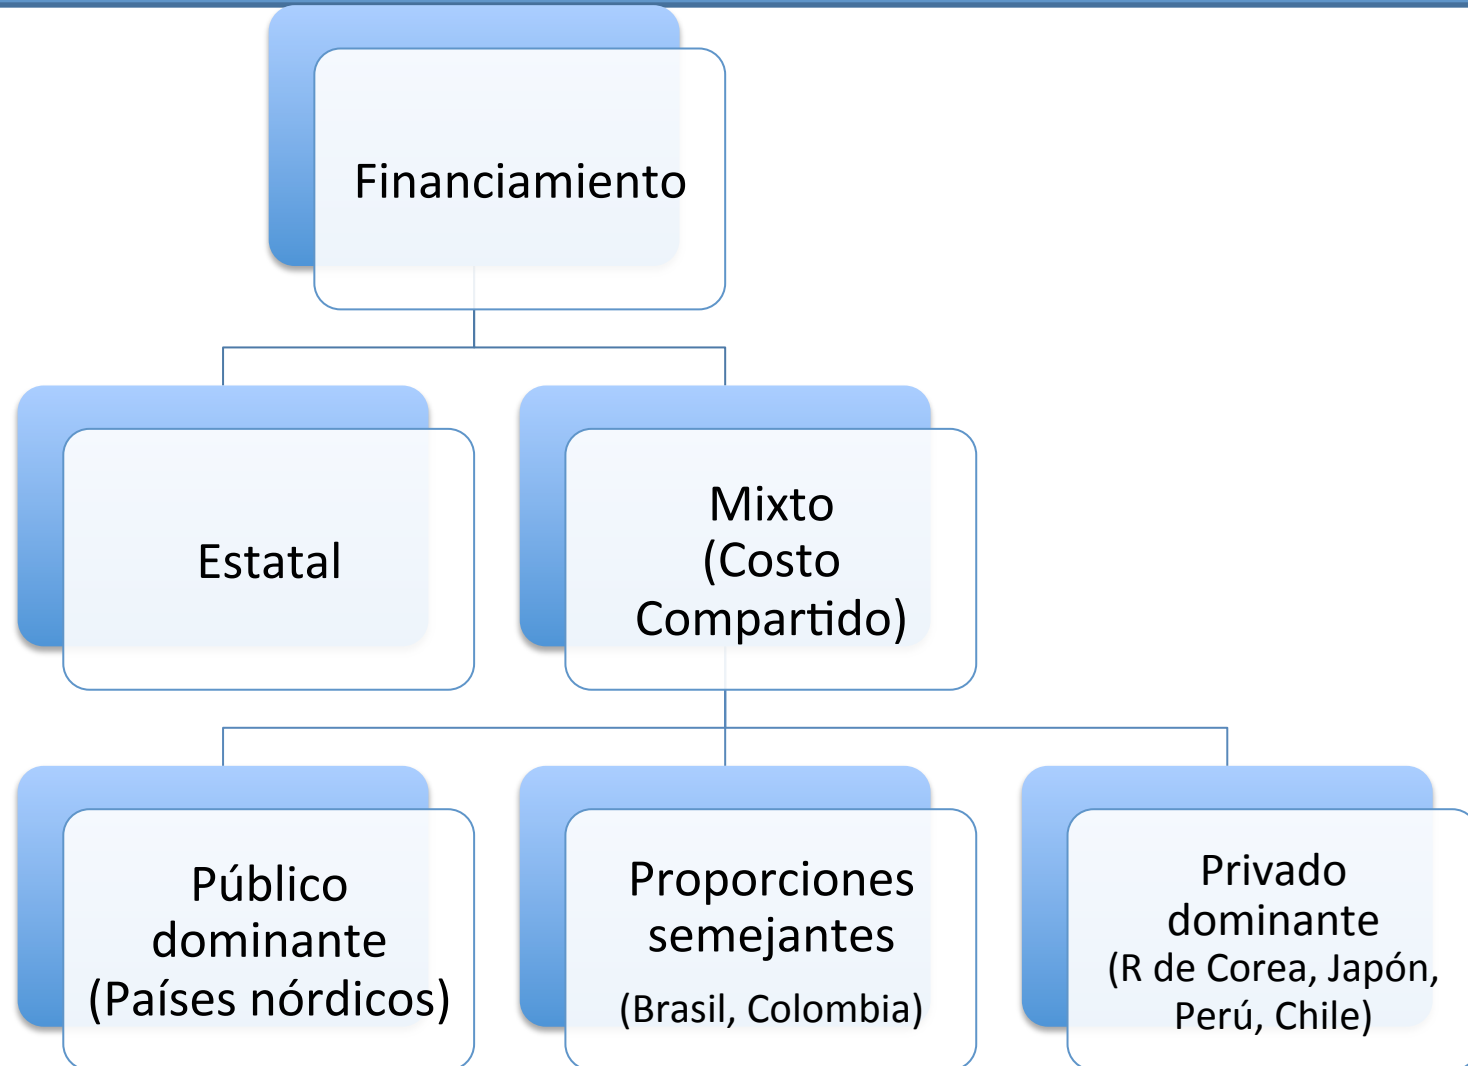 Financiamiento
Estatal
Mixto
(Costo
Compartido)
Público
dominante
(Países nórdicos)
Proporciones
semejantes
(Brasil, Colombia)
Privado
dominante
(R de Corea, Japón,
Perú, Chile)